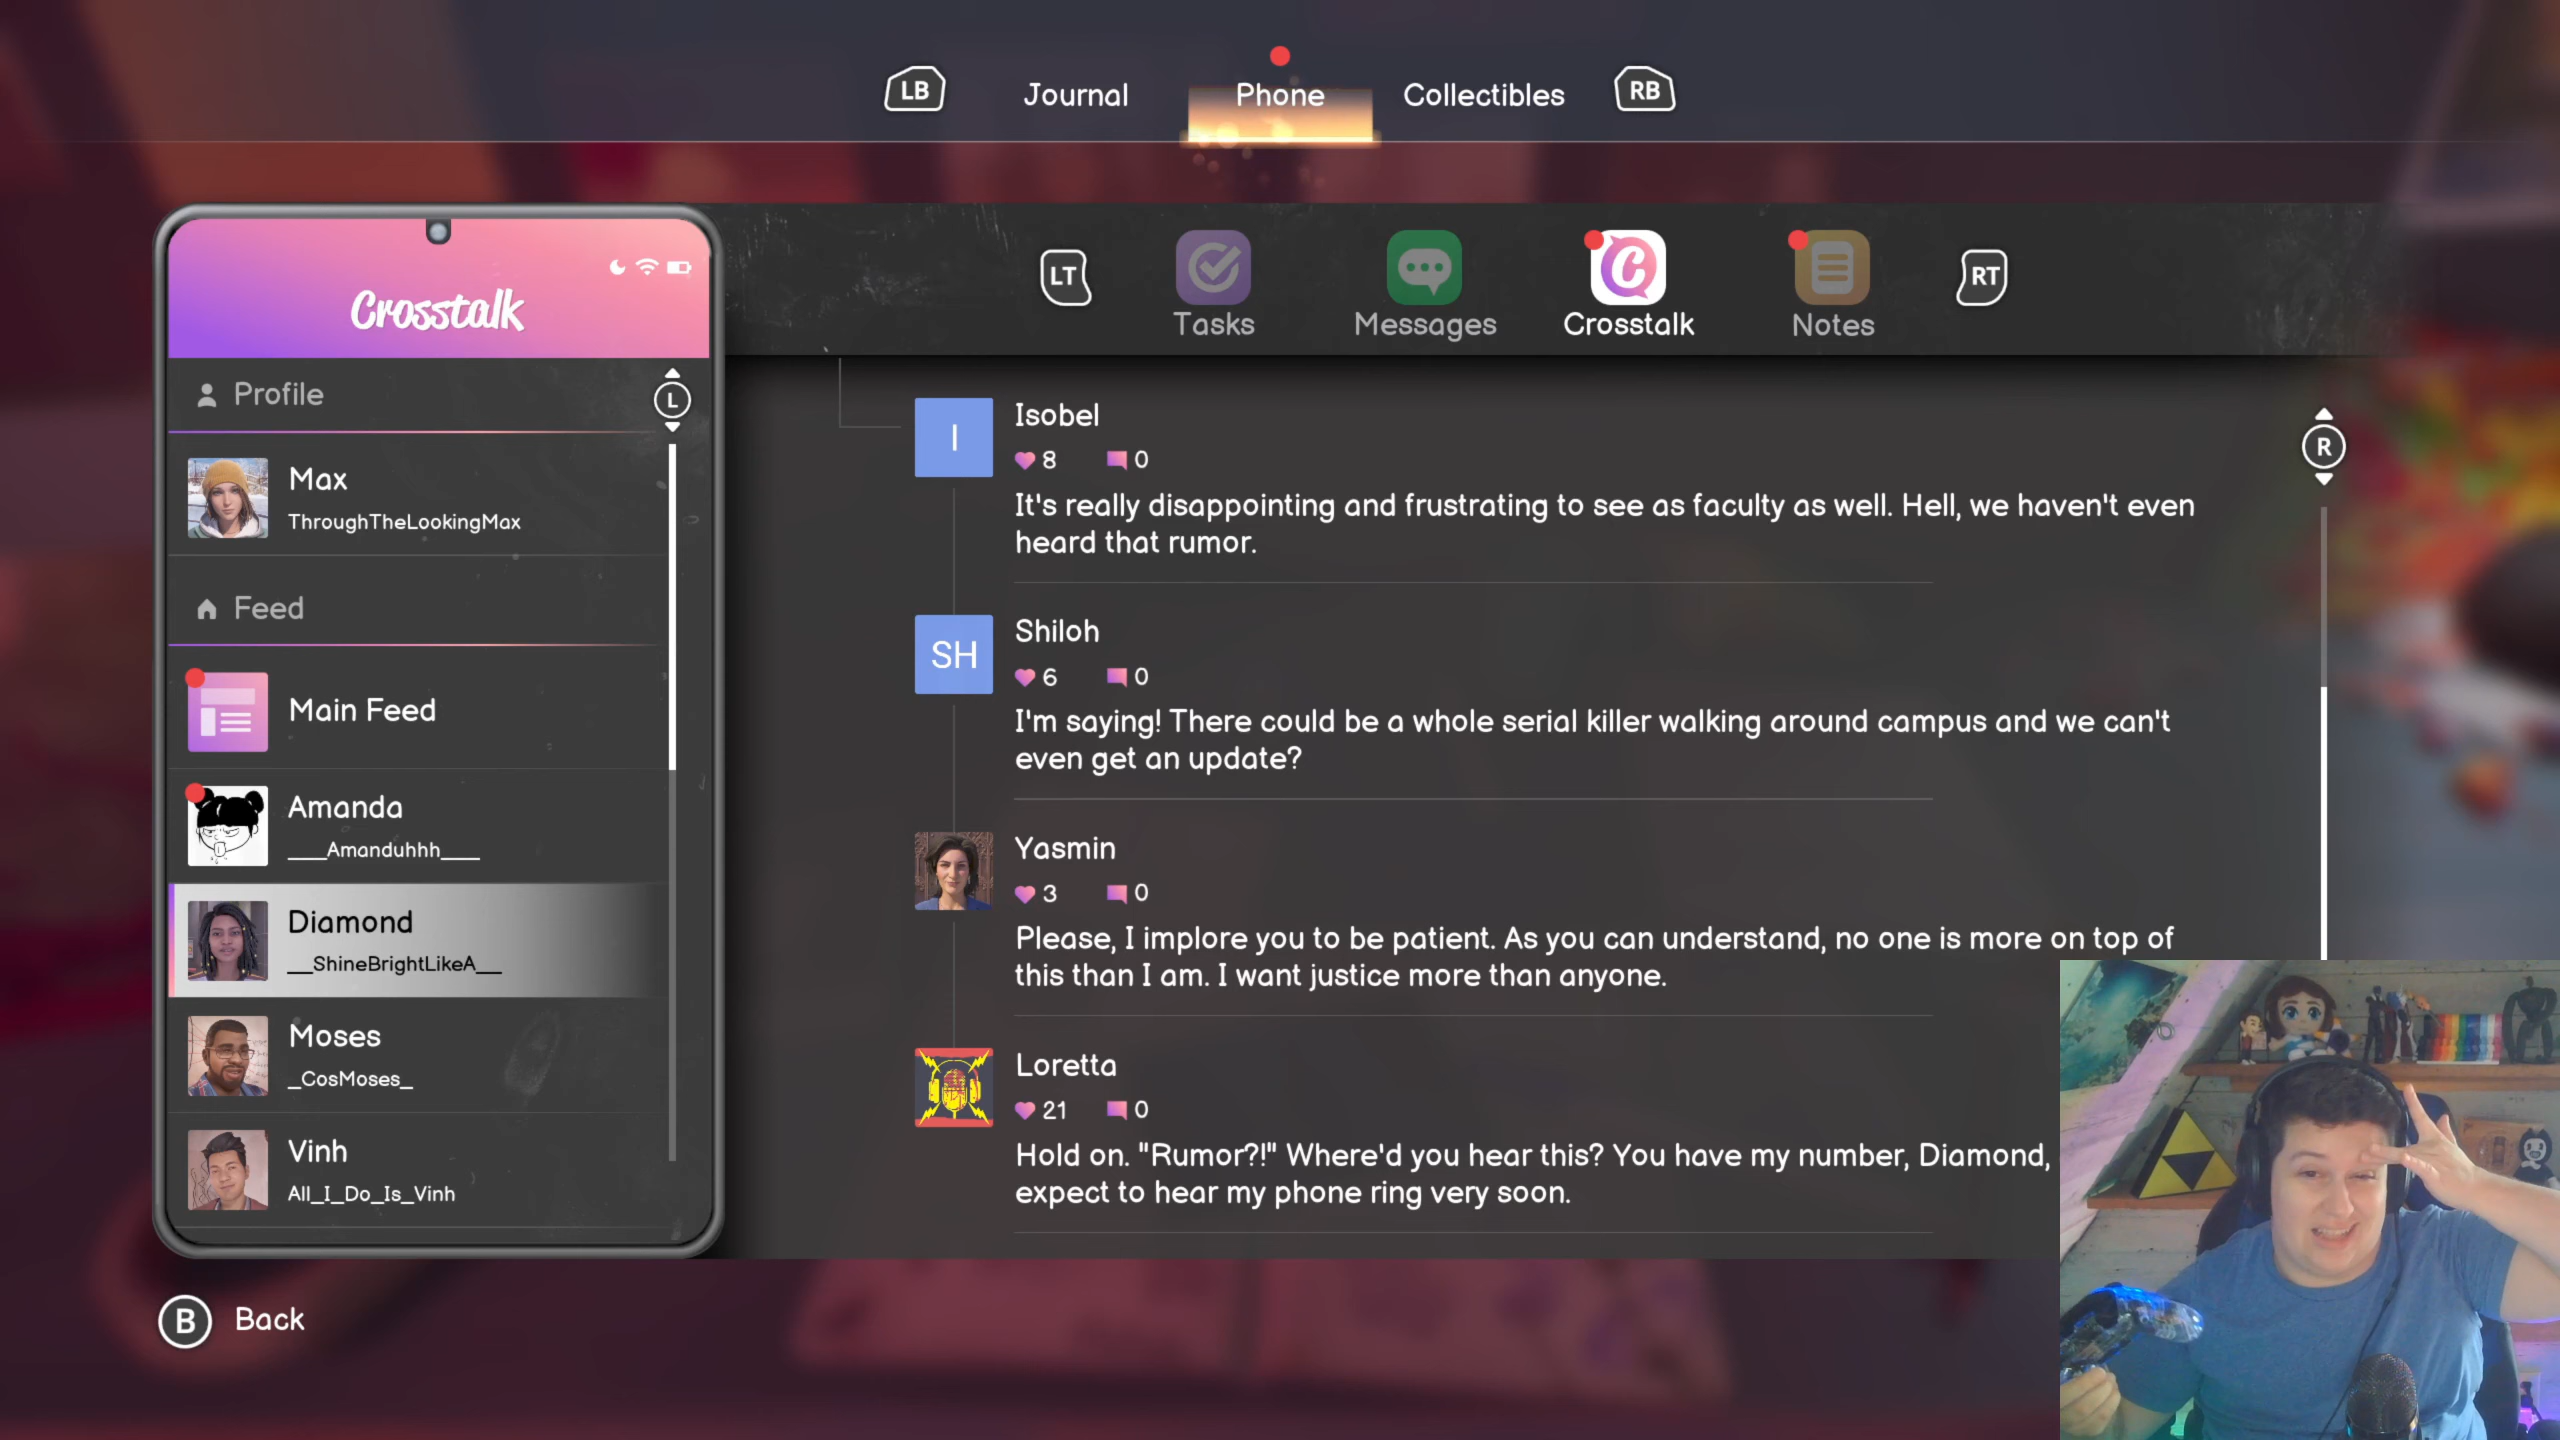 LB
Journal
Phone
Collectibles
RB
Crosstalk
Profile
L
Max
ThroughTheLookingMax
Feed
Main Feed
Amanda
____Amanduhhh____
Diamond
__ShineBrightLikeA__
Moses
_CosMoses_
Vinh
All_I_Do_Is_Vinh
LT
Tasks
Messages
C
Crosstalk
Notes
RT
I
Isobel
8 0
It's really disappointing and frustrating to see as faculty as well. Hell, we haven't even
heard that rumor.
R
SH
Shiloh
6 0
I'm saying! There could be a whole serial killer walking around campus and we can't
even get an update?
Yasmin
3 0
Please, I implore you to be patient. As you can understand, no one is more on top of
this than I am. I want justice more than anyone.
Loretta
21 0
Hold on. "Rumor?!" Where'd you hear this? You have my number, Diamond,
expect to hear my phone ring very soon.
B Back